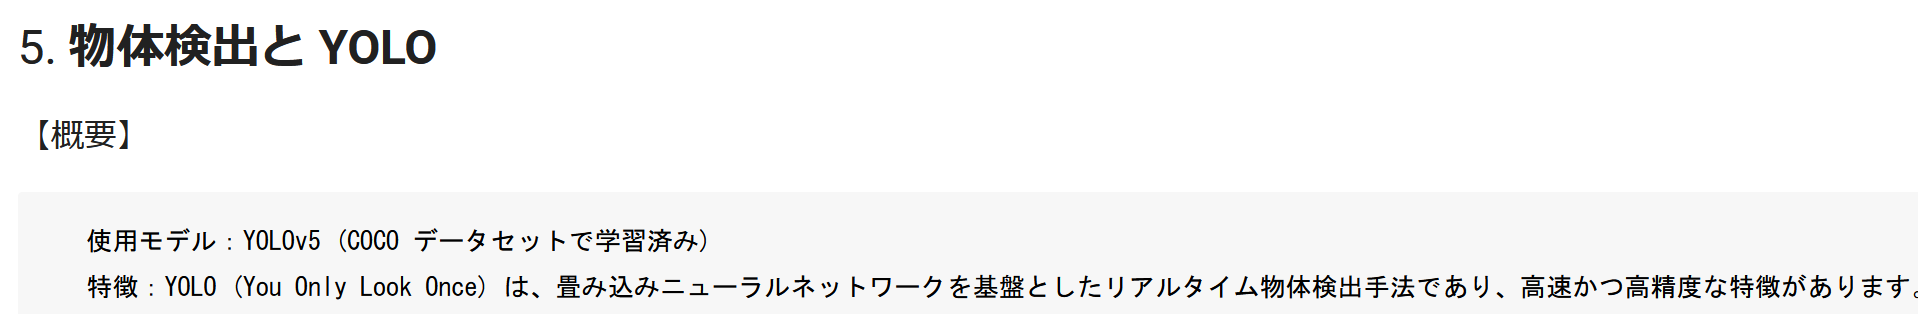 5. 物体検出と YOLO
【概要】
使用モデル：YOLOv5 (COCO データセットで学習済み)
特徴：YOLO (You Only Look Once) は、畳み込みニューラルネットワークを基盤としたリアルタイム物体検出手法であり、高速かつ高精度な特徴があります。